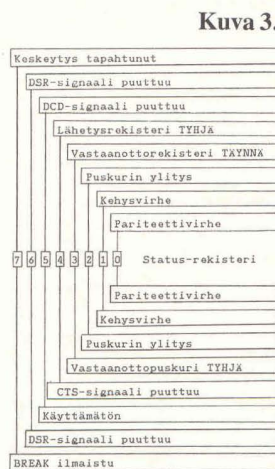 Kuva 3.
Keskeytys tapahtunut
DSR-signaali puuttuu
DCD-signaali puuttuu
Lähetysrekisteri TYHJÄ
Vastaanottorekisteri TÄYNNÄ
Puskurin ylitys
Kehysvirhe
Pariteettivirhe
7 6 5 4 3 2 1 0 Status-rekisteri
Pariteettivirhe
Kehysvirhe
Puskurin ylitys
Vastaanottopuskuri TYHJÄ
CTS-signaali puuttuu
Käyttämätön
DSR-signaali puuttuu
BREAK ilmaistu